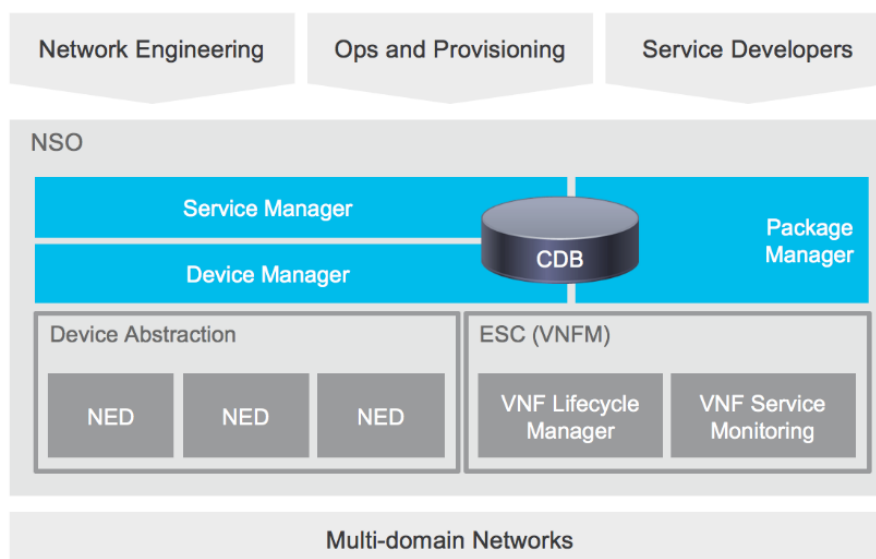 Network Engineering
Ops and Provisioning
Service Developers
NSO
Service Manager
Device Manager
CDB
Package
Manager
Device Abstraction
NED
NED
NED
ESC (VNFM)
VNF Lifecycle
Manager
VNF Service
Monitoring
Multi-domain Networks